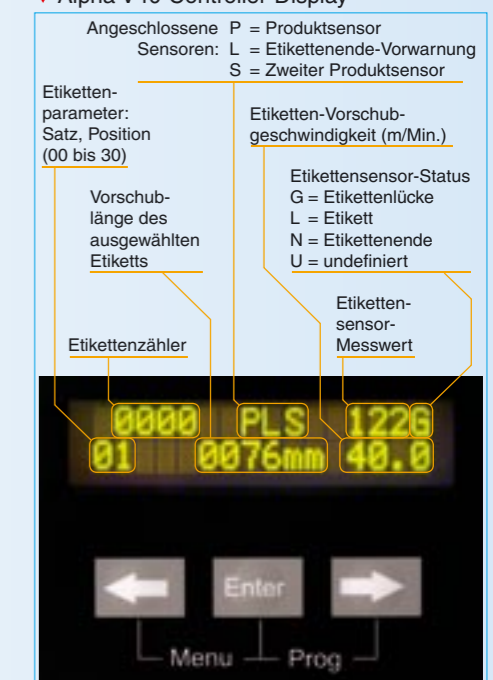 Alpha V40 Controller Display
Angeschlossene P = Produktsensor
Sensoren: L = Etikettenende-Vorwarnung
S = Zweiter Produktsensor
Etiketten-
parameter:
Satz, Position
(00 bis 30)
Etiketten-Vorschub-
geschwindigkeit (m/Min.)
Etikettensensor-Status
G = Etikettenlücke
L = Etikett
N = Etikettenende
U = undefiniert
Vorschub-
länge des
ausgewählten
Etiketts
Etiketten-
sensor-
Messwert
Etikettenzähler
0000 PLS 122G
01 0076mm 40.0
Enter
Menu Prog